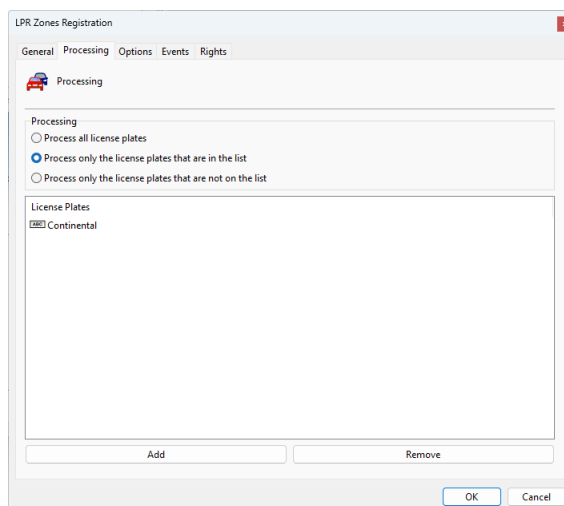 LPR Zones Registration
General Processing Options Events Rights
Processing
Processing
Process all license plates
Process only the license plates that are in the list
Process only the license plates that are not on the list
License Plates
ABC Continental
Add Remove
OK Cancel